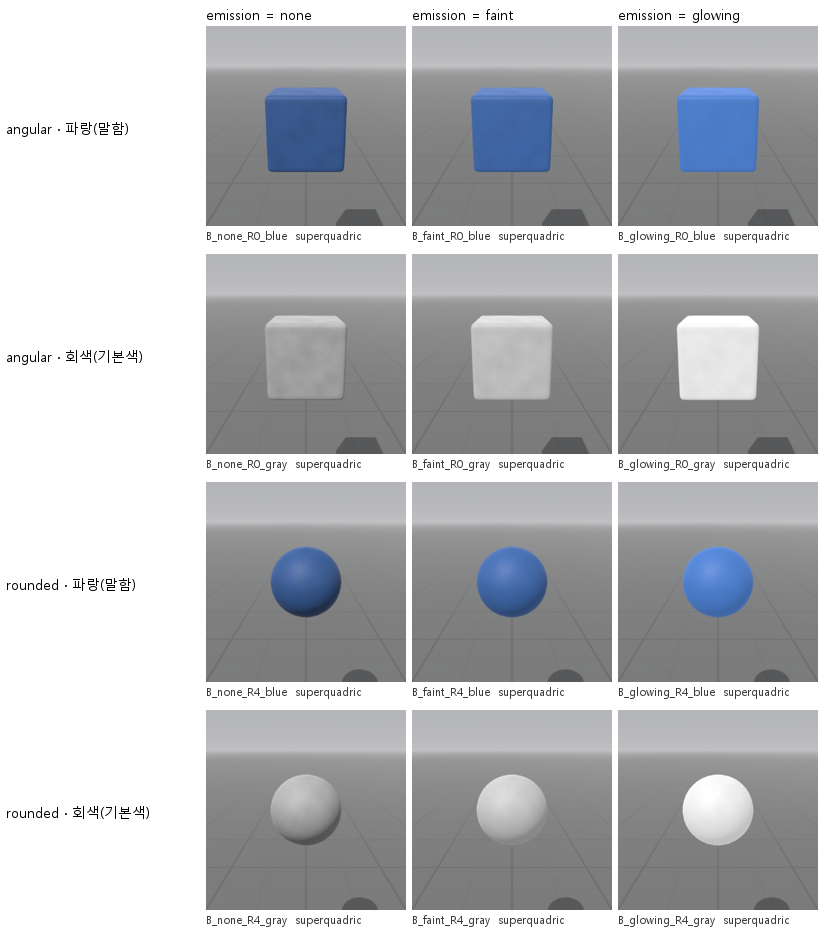 emission = none emission = faint emission = glowing
angular · 파랑(말함)
B_none_R0_blue superquadric B_faint_R0_blue superquadric B_glowing_R0_blue superquadric
angular · 회색(기본색)
B_none_R0_gray superquadric B_faint_R0_gray superquadric B_glowing_R0_gray superquadric
rounded · 파랑(말함)
B_none_R4_blue superquadric B_faint_R4_blue superquadric B_glowing_R4_blue superquadric
rounded · 회색(기본색)
B_none_R4_gray superquadric B_faint_R4_gray superquadric B_glowing_R4_gray superquadric